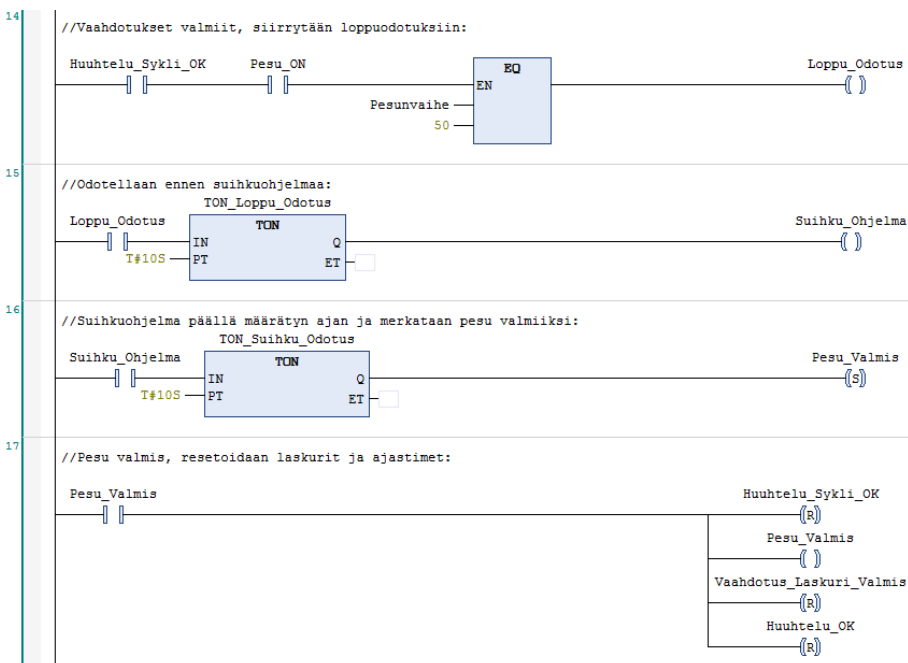 14
//Vaahdotukset valmiit, siirrytään loppuodotuksiin:
Huuhtelu_Sykli_OK Pesu_ON EQ Loppu_Odotus
EN
Pesunvaihe
50
15
//Odotellaan ennen suihkuohjelmaa:
TON_Loppu_Odotus
Loppu_Odotus TON Suihku_Ohjelma
IN Q
T#10S PT ET
16
//Suihkuohjelma päällä määrätyn ajan ja merkataan pesu valmiiksi:
TON_Suihku_Odotus
Suihku_Ohjelma TON Pesu_Valmis
IN Q S
T#10S PT ET
17
//Pesu valmis, resetoidaan laskurit ja ajastimet:
Pesu_Valmis Huuhtelu_Sykli_OK
R
Pesu_Valmis
Vaahdotus_Laskuri_Valmis
R
Huuhtelu_OK
R